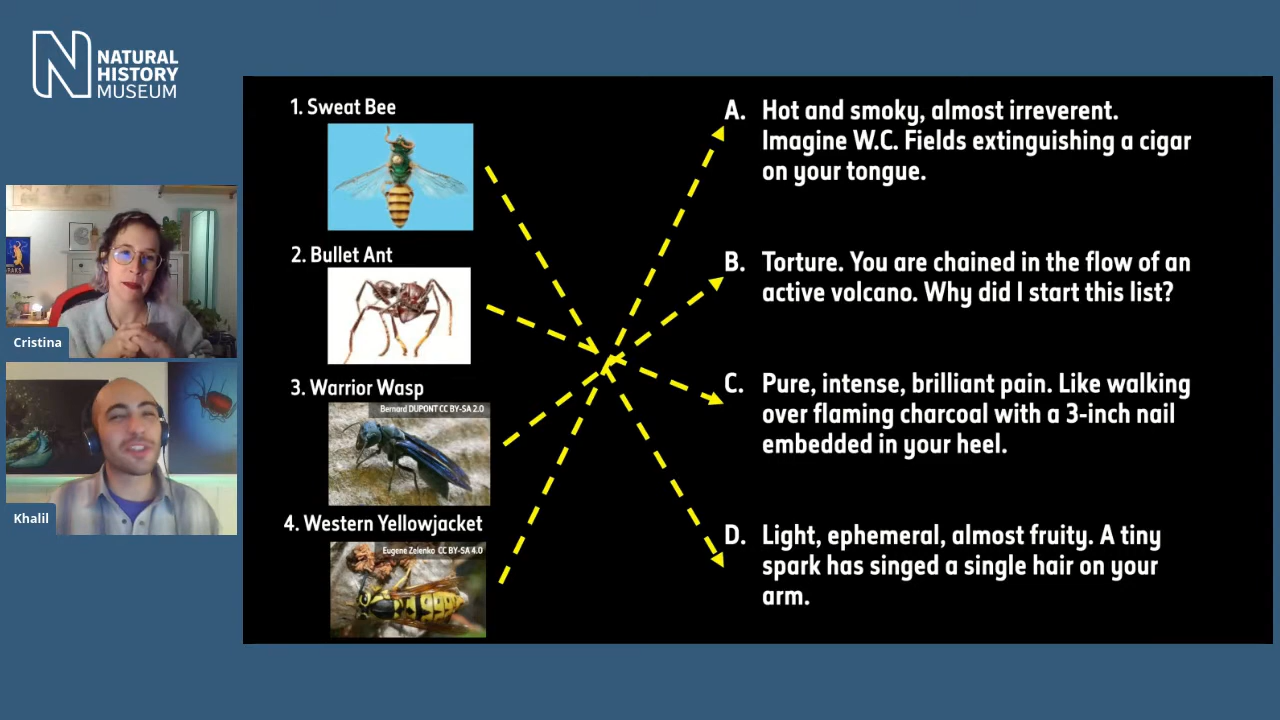 NATURAL
HISTORY
MUSEUM
Cristina
Khalil
1. Sweat Bee
2. Bullet Ant
3. Warrior Wasp
Bernard DUPONT CC BY-SA 2.0
4. Western Yellowjacket
Eugene Zelenko CC BY-SA 4.0
A. Hot and smoky, almost irreverent.
Imagine W.C. Fields extinguishing a cigar
on your tongue.
B. Torture. You are chained in the flow of an
active volcano. Why did I start this list?
C. Pure, intense, brilliant pain. Like walking
over flaming charcoal with a 3-inch nail
embedded in your heel.
D. Light, ephemeral, almost fruity. A tiny
spark has singed a single hair on your
arm.